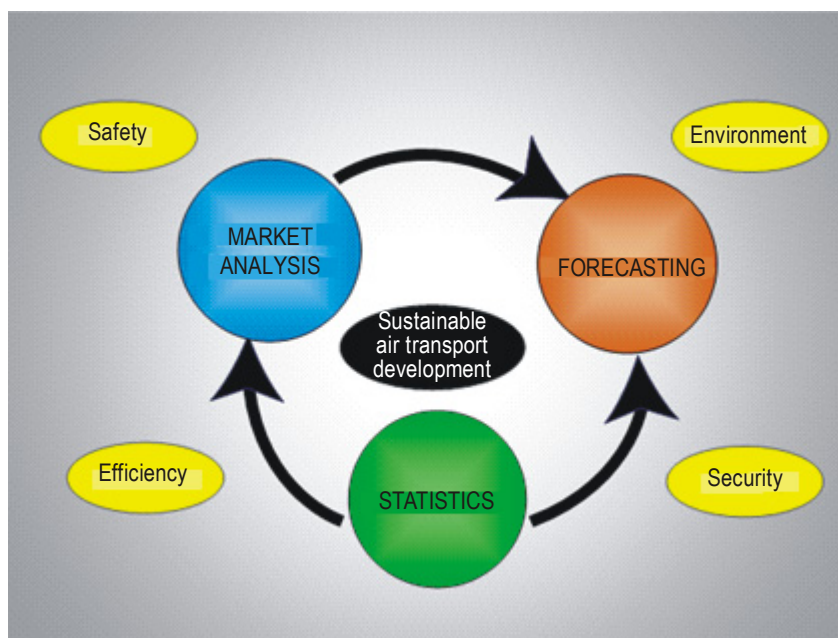 Safety
Environment
MARKET
ANALYSIS
FORECASTING
Sustainable
air transport
development
Efficiency
STATISTICS
Security